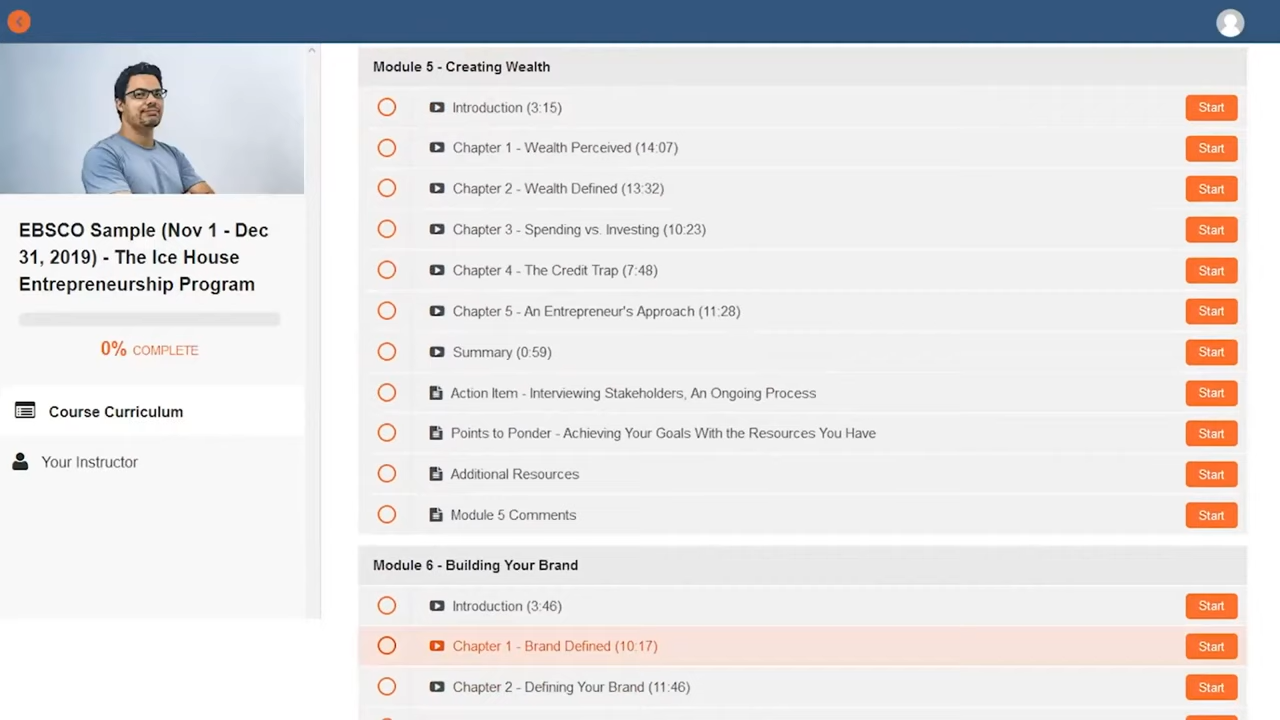 EBSCO Sample (Nov 1 - Dec
31, 2019) - The Ice House
Entrepreneurship Program
0% COMPLETE
Course Curriculum
Your Instructor
Module 5 - Creating Wealth
Introduction (3:15)
Start
Chapter 1 - Wealth Perceived (14:07)
Start
Chapter 2 - Wealth Defined (13:32)
Start
Chapter 3 - Spending vs. Investing (10:23)
Start
Chapter 4 - The Credit Trap (7:48)
Start
Chapter 5 - An Entrepreneur's Approach (11:28)
Start
Summary (0:59)
Start
Action Item - Interviewing Stakeholders, An Ongoing Process
Start
Points to Ponder - Achieving Your Goals With the Resources You Have
Start
Additional Resources
Start
Module 5 Comments
Start
Module 6 - Building Your Brand
Introduction (3:46)
Start
Chapter 1 - Brand Defined (10:17)
Start
Chapter 2 - Defining Your Brand (11:46)
Start